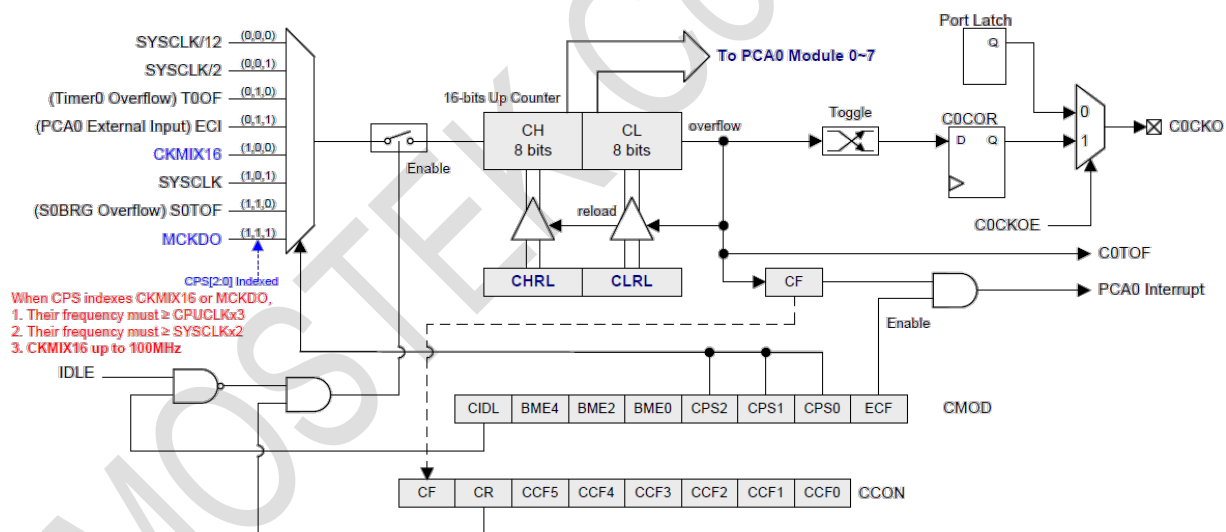 SYSCLK/12 (0,0,0)
SYSCLK/2 (0,0,1)
(Timer0 Overflow) T0OF (0,1,0)
(PCA0 External Input) ECI (0,1,1)
CKMIX16 (1,0,0)
SYSCLK (1,0,1)
(S0BRG Overflow) S0TOF (1,1,0)
MCKDO (1,1,1)
CPS[2:0] Indexed
When CPS indexes CKMIX16 or MCKDO,
1. Their frequency must ≥ CPUCLKx3
2. Their frequency must ≥ SYSCLKx2
3. CKMIX16 up to 100MHz
IDLE
Enable
To PCA0 Module 0~7
16-bits Up Counter
CH
8 bits
CL
8 bits
overflow
reload
CHRL
CLRL
Toggle
Port Latch
Q
C0COR
D Q
0
1
C0CKO
C0CKOE
C0TOF
CF
PCA0 Interrupt
Enable
CIDL BME4 BME2 BME0 CPS2 CPS1 CPS0 ECF CMOD
CF CR CCF5 CCF4 CCF3 CCF2 CCF1 CCF0 CCON
MOSTEK CO